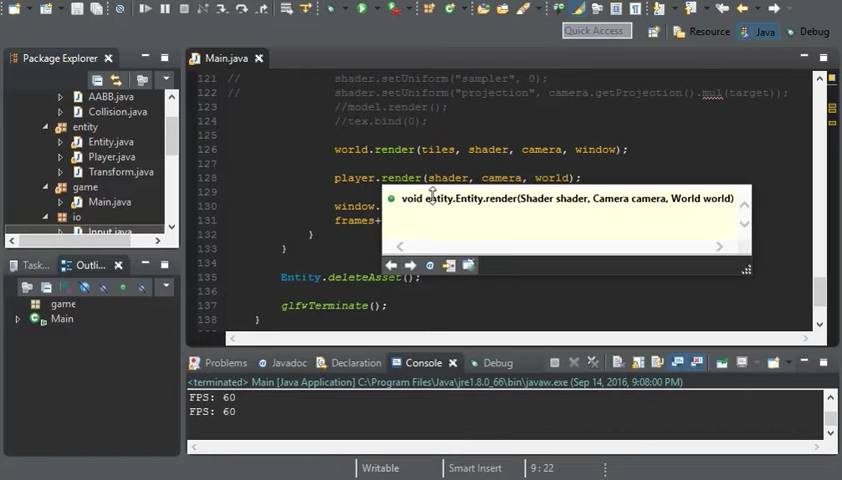 Quick Access
Resource
Java
Debug
Package Explorer
AABB.java
Collision.java
entity
Entity.java
Player.java
Transform.java
game
Main.java
io
Input.java
Main.java
121 // shader.setUniform("sampler", 0);
122 // shader.setUniform("projection", camera.getProjection().mul(target));
123 //model.render();
124 //tex.bind(0);
125
126 world.render(tiles, shader, camera, window);
127
128 player.render(shader, camera, world);
129
void entity.Entity.render(Shader shader, Camera camera, World world)
130 window.
131 frames+
132 }
133 }
134
135 Entity.deleteAsset();
136
137 glfwTerminate();
138 }
Task...
Outli...
game
Main
Problems
Javadoc
Declaration
Console
Debug
<terminated> Main [Java Application] C:\Program Files\Java\jre1.8.0_66\bin\javaw.exe (Sep 14, 2016, 9:08:00 PM)
FPS: 60
FPS: 60
Writable
Smart Insert
9 : 22